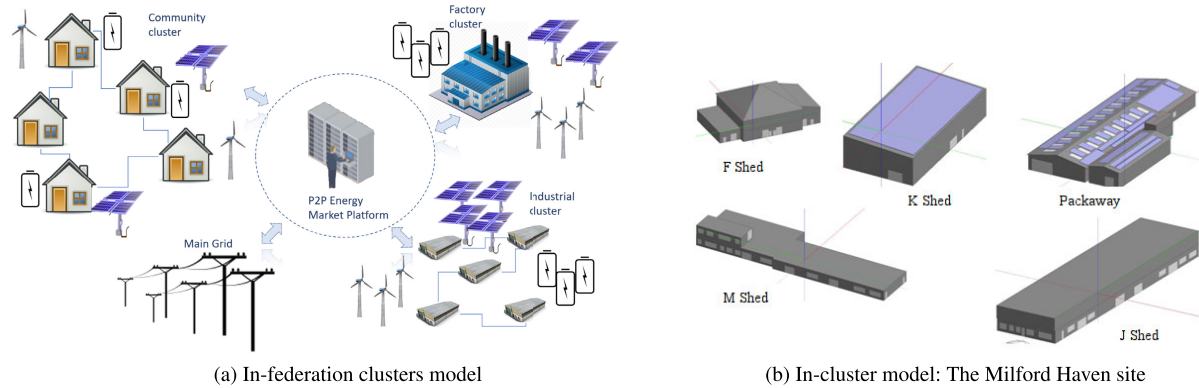 Community
cluster
Factory
cluster
P2P Energy
Market Platform
Industrial
cluster
Main Grid
F Shed
K Shed
Packaway
M Shed
J Shed
(a) In-federation clusters model
(b) In-cluster model: The Milford Haven site